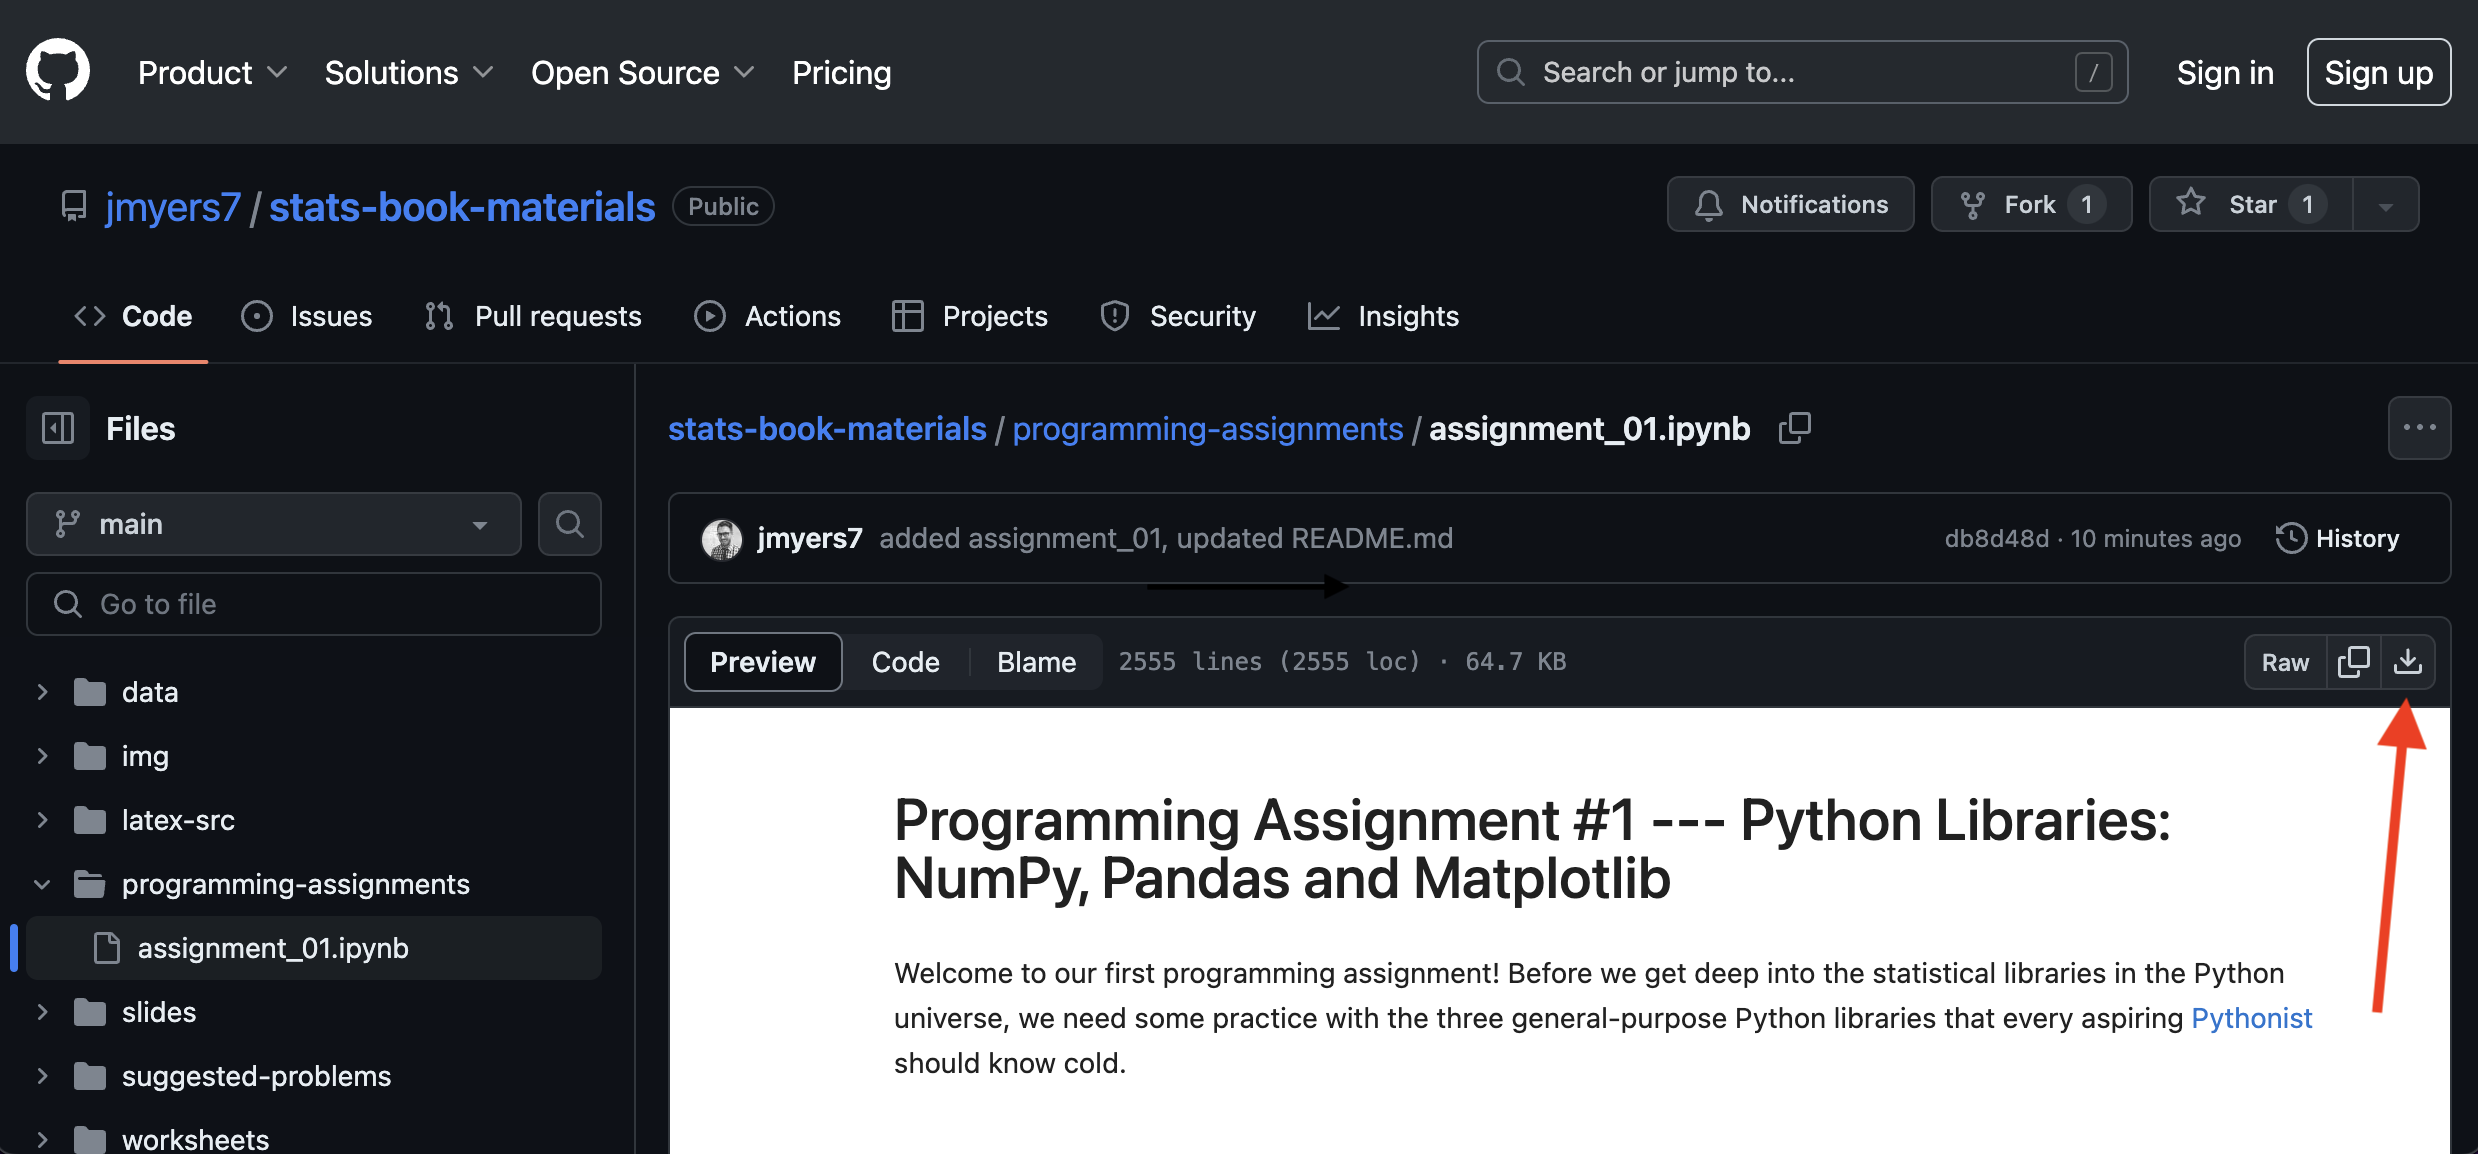 Product Solutions Open Source Pricing Search or jump to... / Sign in Sign up
jmyers7 / stats-book-materials Public Notifications Fork 1 Star 1
Code Issues Pull requests Actions Projects Security Insights
Files
main
Go to file
data
img
latex-src
programming-assignments
assignment_01.ipynb
slides
suggested-problems
worksheets
stats-book-materials / programming-assignments / assignment_01.ipynb
jmyers7 added assignment_01, updated README.md db8d48d · 10 minutes ago History
Preview Code Blame 2555 lines (2555 loc) · 64.7 KB Raw
Programming Assignment #1 --- Python Libraries:
NumPy, Pandas and Matplotlib
Welcome to our first programming assignment! Before we get deep into the statistical libraries in the Python
universe, we need some practice with the three general-purpose Python libraries that every aspiring Pythonist
should know cold.